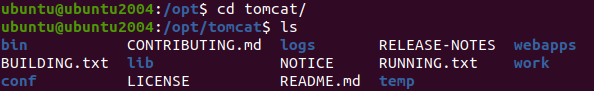 ubuntu@ubuntu2004:/opt$ cd tomcat/
ubuntu@ubuntu2004:/opt/tomcat$ ls
bin CONTRIBUTING.md logs RELEASE-NOTES webapps
BUILDING.txt lib NOTICE RUNNING.txt work
conf LICENSE README.md temp